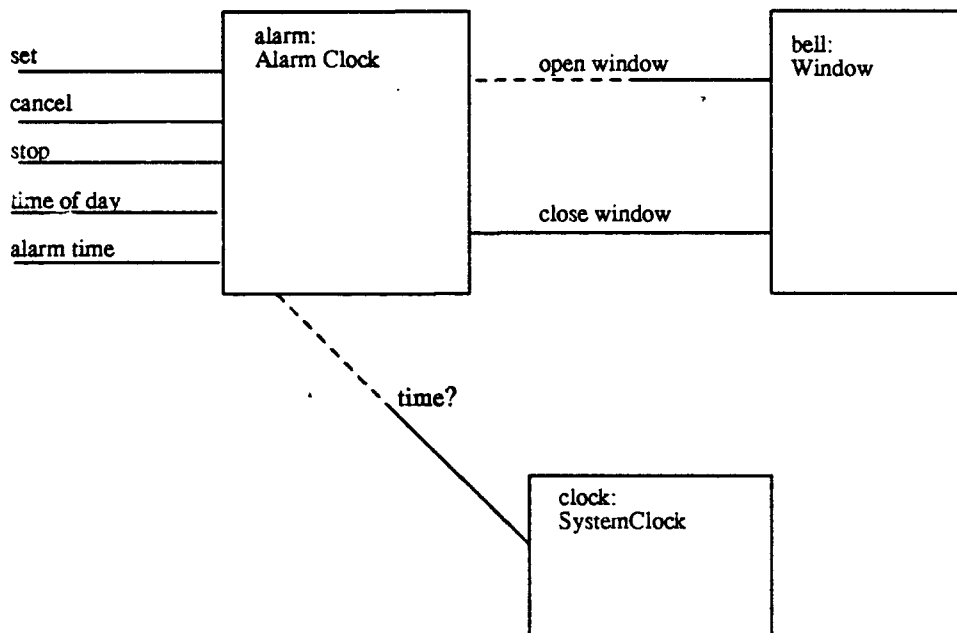 set
cancel
stop
time of day
alarm time
alarm:
Alarm Clock
open window
close window
bell:
Window
time?
clock:
SystemClock